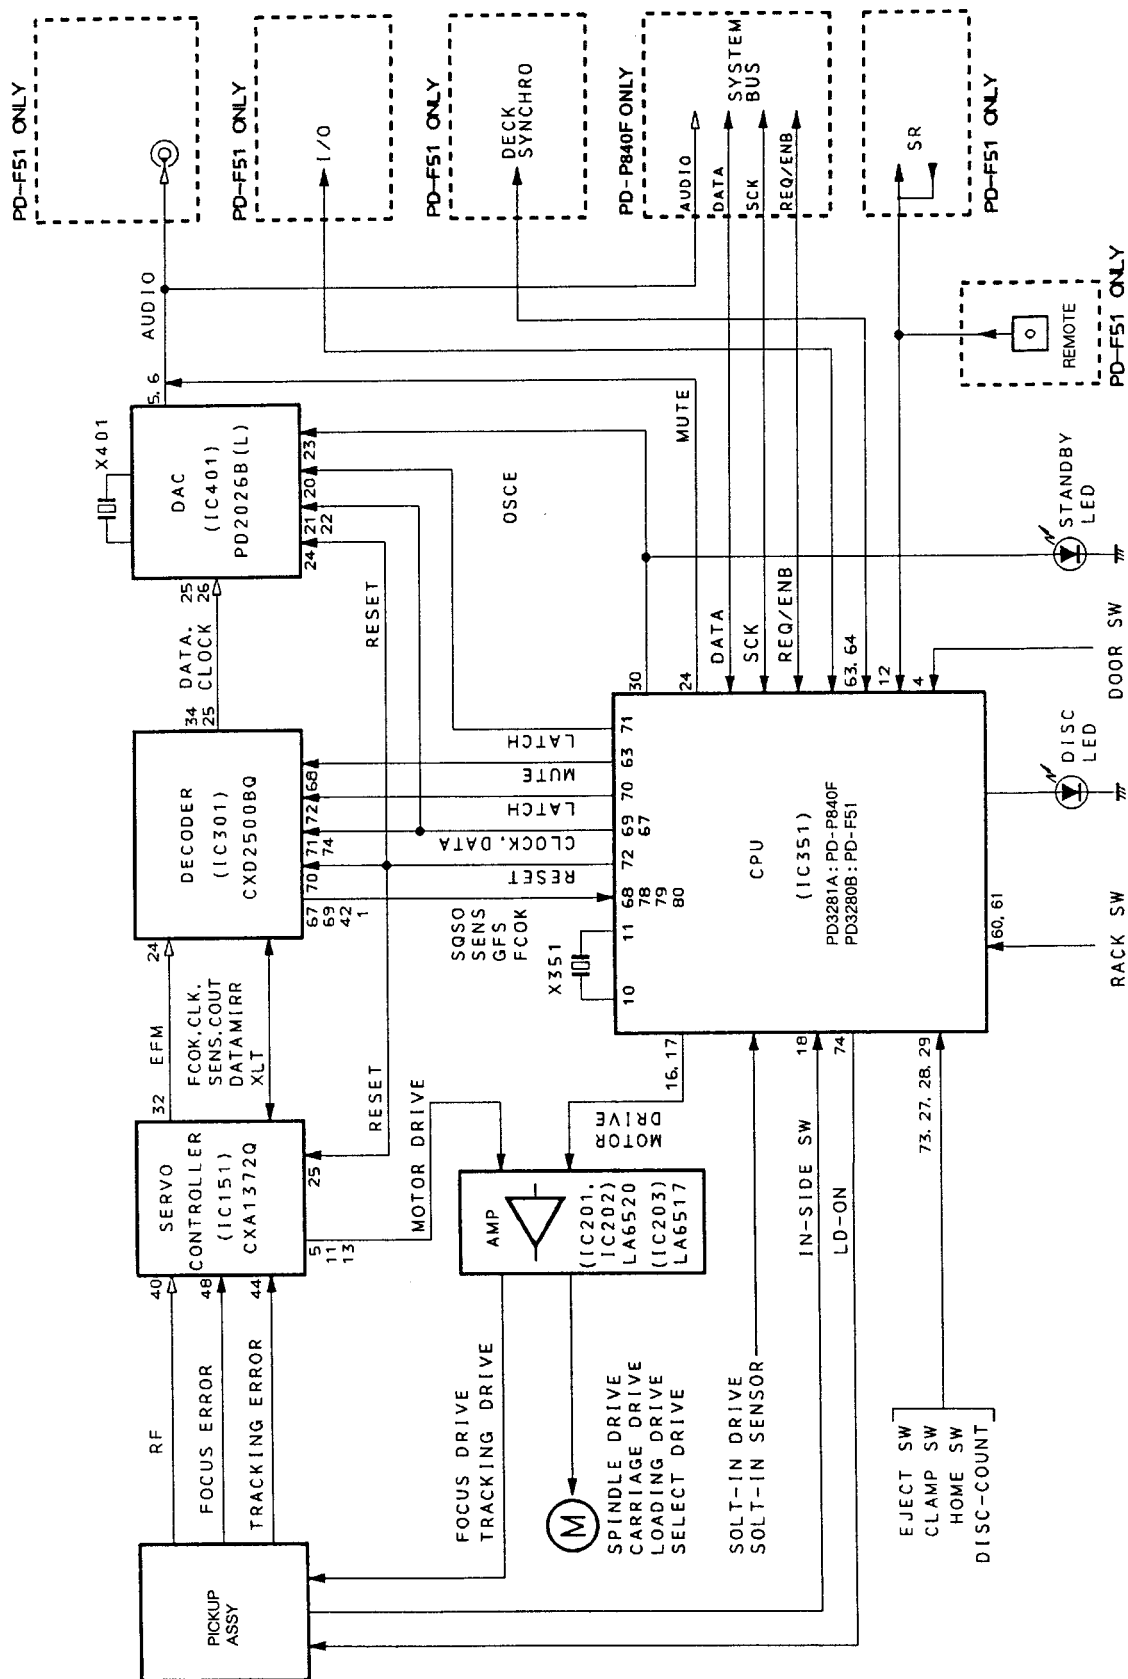 PICKUP
ASSY
RF
FOCUS ERROR
TRACKING ERROR
40
48
44
SERVO
CONTROLLER
(IC151)
CXA1372Q
32
25
5
11
13
EFM
FCOK.CLK.
SENS.COUT
DATAMIRR
XLT
RESET
MOTOR DRIVE
24
DECODER
(IC301)
CXD2500BQ
34
25
67
69
42
1
70
71
74
72
68
DATA.
CLOCK
25
26
DAC
(IC401)
PD2026B(L)
X401
5, 6
24
21
22
20
23
AUDIO
RESET
OSCE
MUTE
PD-F51 ONLY
PD-F51 ONLY
I/O
PD-F51 ONLY
DECK
SYNCHRO
PD-P840F ONLY
AUDIO
DATA
SCK
REQ/ENB
SYSTEM
BUS
SR
PD-F51 ONLY
REMOTE
PD-F51 ONLY
FOCUS DRIVE
TRACKING DRIVE
AMP
(IC201,
IC202)
LA6520
(IC203)
LA6517
MOTOR
DRIVE
M
SPINDLE DRIVE
CARRIAGE DRIVE
LOADING DRIVE
SELECT DRIVE
SOLT-IN DRIVE
SOLT-IN SENSOR
IN-SIDE SW
LD-ON
EJECT SW
CLAMP SW
HOME SW
DISC-COUNT
SQSO
SENS
GFS
FCOK
X351
RESET
CLOCK,DATA
LATCH
MUTE
LATCH
10
11
68
78
79
80
72
69
67
70
63
71
CPU
(IC351)
PD3281A: PD-P840F
PD3280B: PD-F51
16, 17
18
74
73, 27, 28, 29
60, 61
30
24
63, 64
12
4
DATA
SCK
REQ/ENB
RACK SW
DISC
LED
DOOR SW
STANDBY
LED